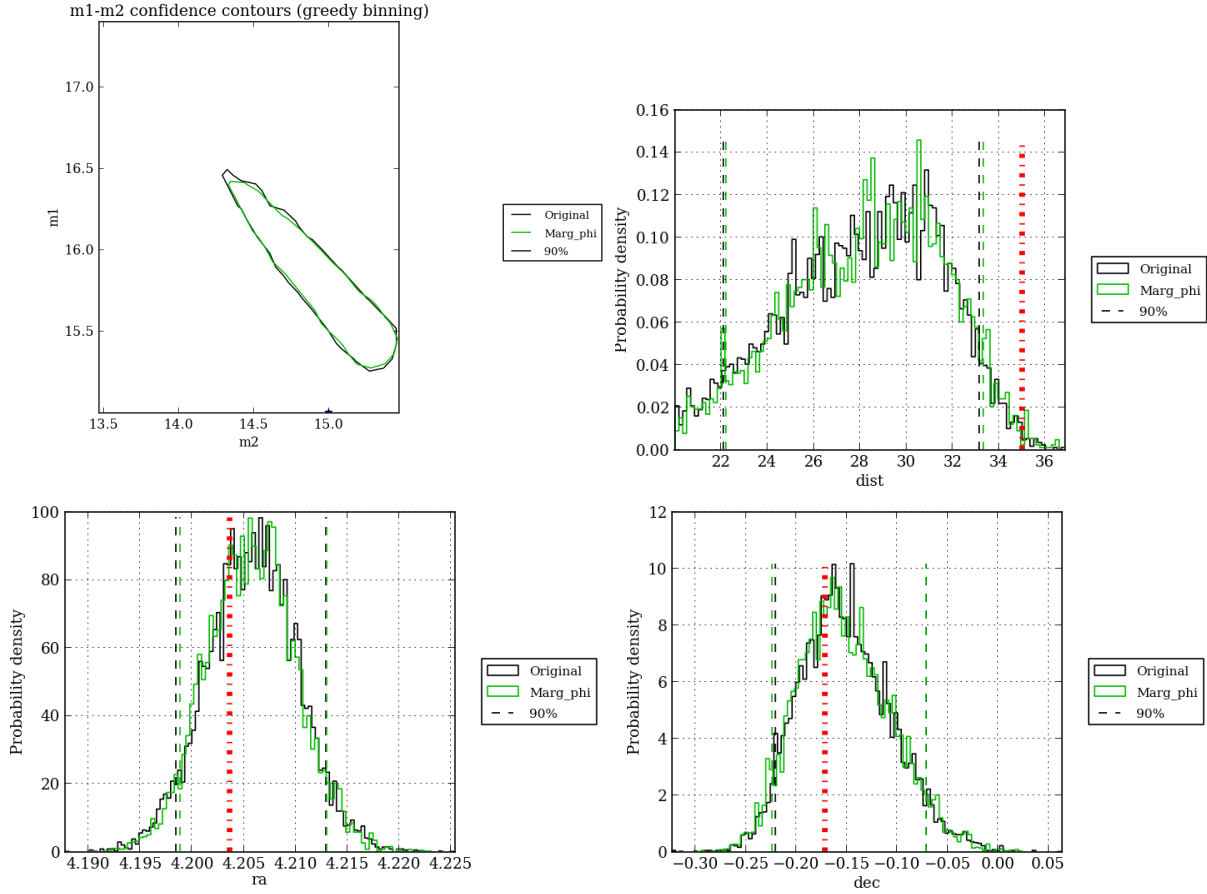 m1-m2 confidence contours (greedy binning)
17.0
16.5
16.0
15.5
m1
13.5 14.0 14.5 15.0
m2
Original
Marg_phi
90%
0.16
0.14
0.12
0.10
0.08
0.06
0.04
0.02
0.00
Probability density
22 24 26 28 30 32 34 36
dist
Original
Marg_phi
90%
100
80
60
40
20
0
Probability density
4.190 4.195 4.200 4.205 4.210 4.215 4.220 4.225
ra
Original
Marg_phi
90%
12
10
8
6
4
2
0
Probability density
−0.30 −0.25 −0.20 −0.15 −0.10 −0.05 0.00 0.05
dec
Original
Marg_phi
90%